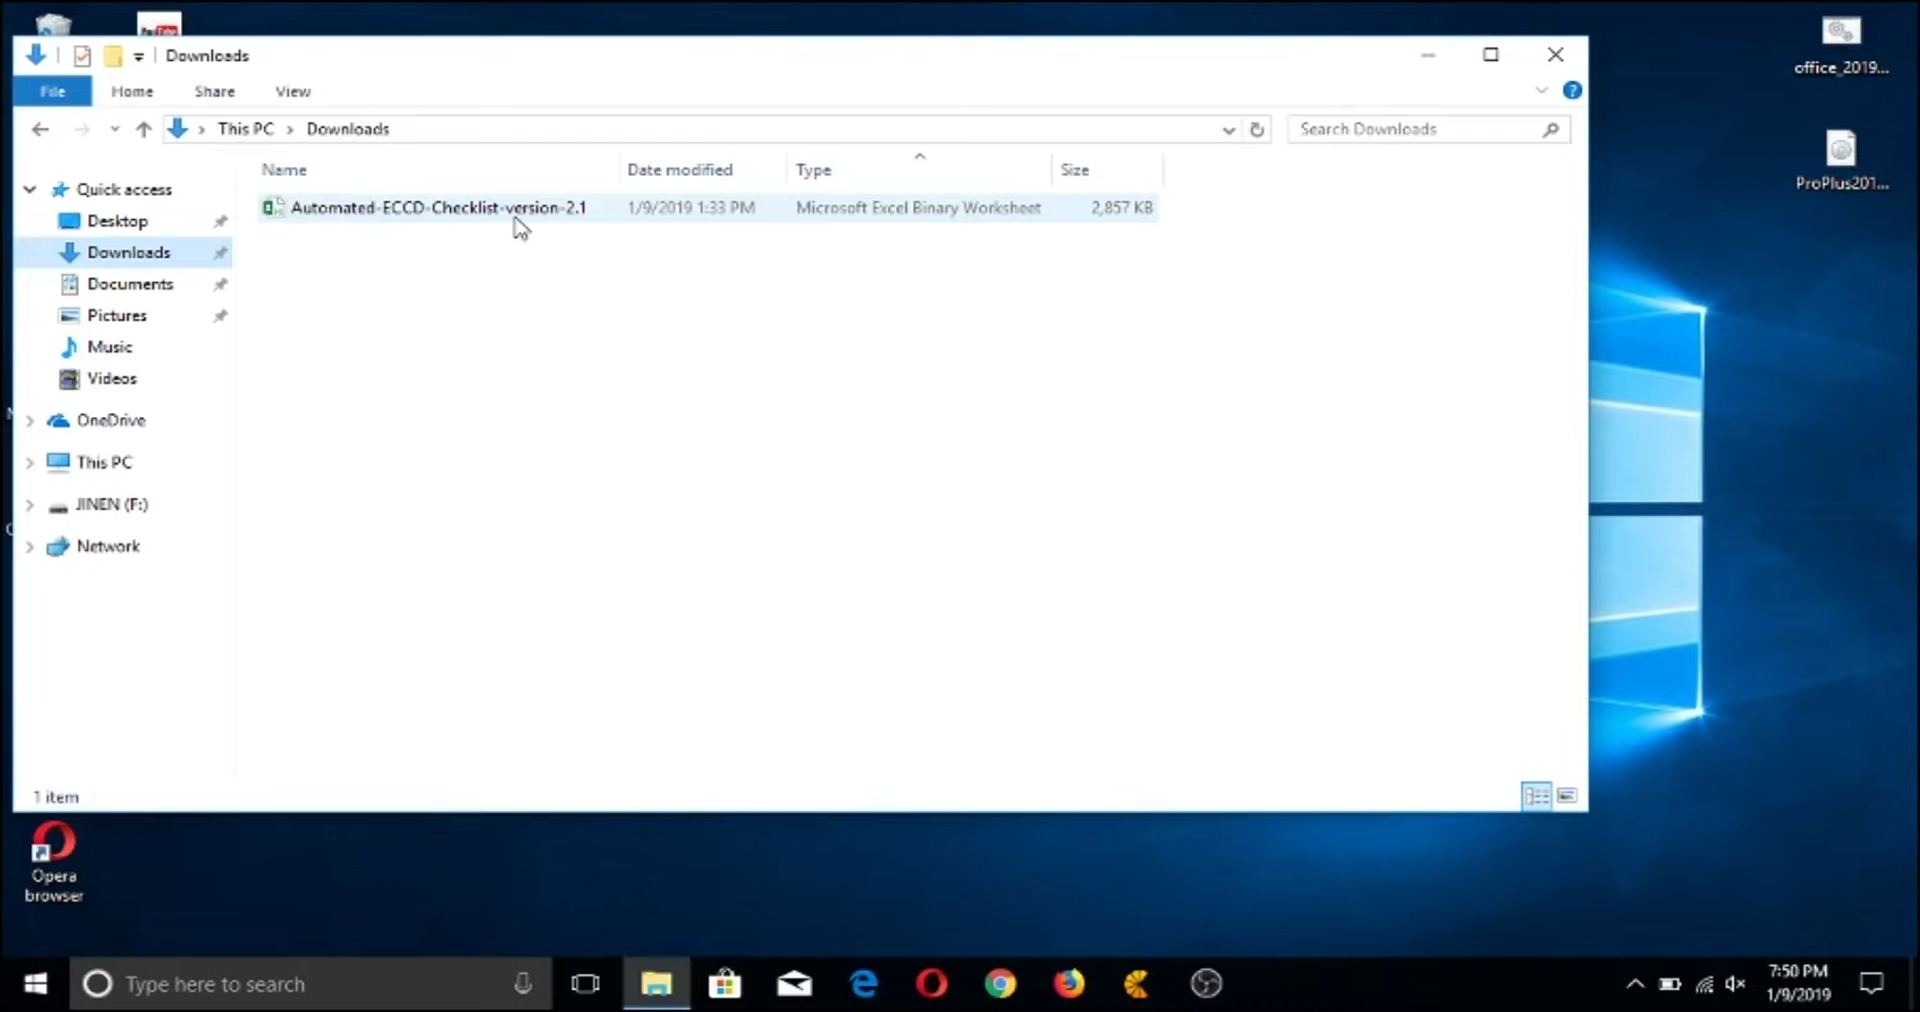 YouTube
office_2019...
Downloads
File Home Share View
This PC > Downloads
Search Downloads
ProPlus201...
Name Date modified Type Size
Automated-ECCD-Checklist-version-2.1 1/9/2019 1:33 PM Microsoft Excel Binary Worksheet 2,857 KB
Quick access
Desktop
Downloads
Documents
Pictures
Music
Videos
OneDrive
This PC
JINEN (F:)
Network
1 item
Opera
browser
Type here to search
7:50 PM
1/9/2019